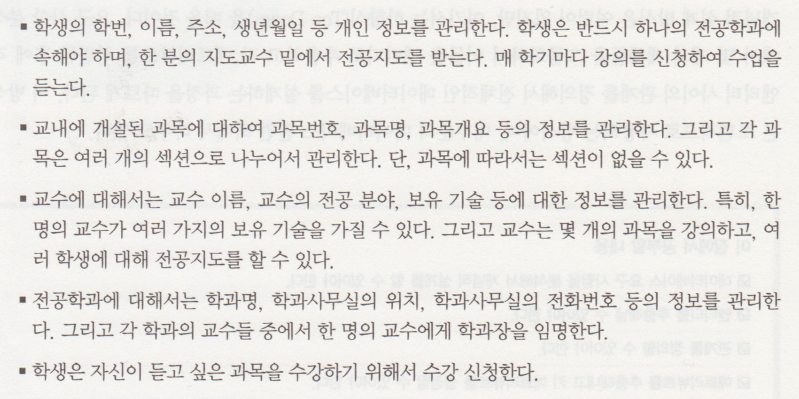 ▪ 학생의 학번, 이름, 주소, 생년월일 등 개인 정보를 관리한다. 학생은 반드시 하나의 전공학과에
속해야 하며, 한 분의 지도교수 밑에서 전공지도를 받는다. 매 학기마다 강의를 신청하여 수업을
듣는다.
▪ 교내에 개설된 과목에 대하여 과목번호, 과목명, 과목개요 등의 정보를 관리한다. 그리고 각 과
목은 여러 개의 섹션으로 나누어서 관리한다. 단, 과목에 따라서는 섹션이 없을 수 있다.
▪ 교수에 대해서는 교수 이름, 교수의 전공 분야, 보유 기술 등에 대한 정보를 관리한다. 특히, 한
명의 교수가 여러 가지의 보유 기술을 가질 수 있다. 그리고 교수는 몇 개의 과목을 강의하고, 여
러 학생에 대해 전공지도를 할 수 있다.
▪ 전공학과에 대해서는 학과명, 학과사무실의 위치, 학과사무실의 전화번호 등의 정보를 관리한
다. 그리고 각 학과의 교수들 중에서 한 명의 교수에게 학과장을 임명한다.
▪ 학생은 자신이 듣고 싶은 과목을 수강하기 위해서 수강 신청한다.